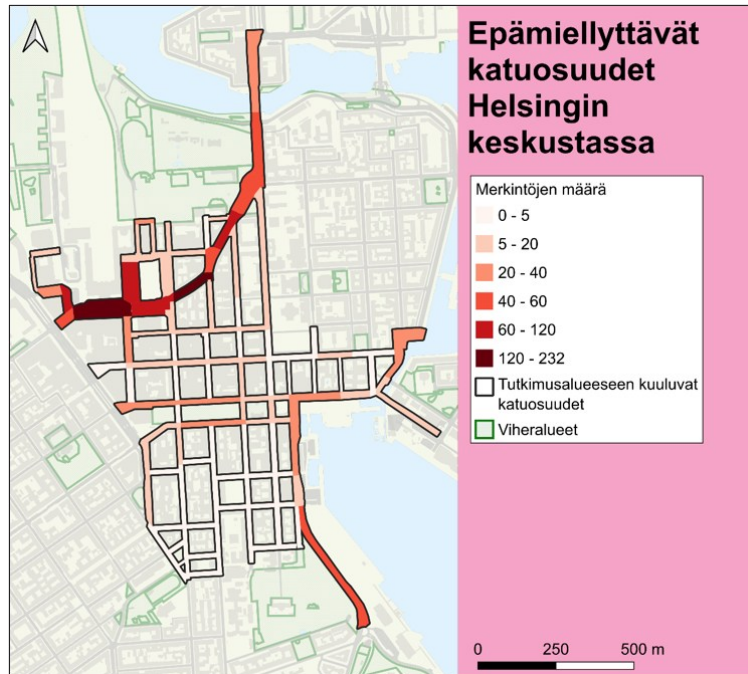 Epämiellyttävät
katuosuudet
Helsingin
keskustassa
Merkintöjen määrä
0 - 5
5 - 20
20 - 40
40 - 60
60 - 120
120 - 232
Tutkimusalueeseen kuuluvat
katuosuudet
Viheralueet
0 250 500 m